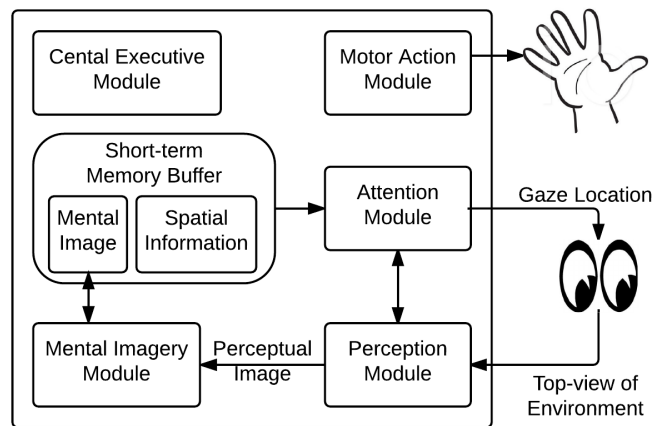 Cental Executive
Module
Motor Action
Module
Short-term
Memory Buffer
Mental
Image
Spatial
Information
Attention
Module
Gaze Location
Mental Imagery
Module
Perceptual
Image
Perception
Module
Top-view of
Environment